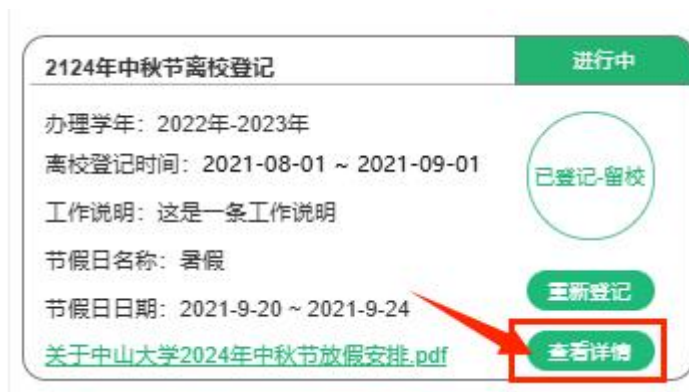 2124年中秋节离校登记
进行中
办理学年：2022年-2023年
离校登记时间：2021-08-01 ~ 2021-09-01
已登记-留校
工作说明：这是一条工作说明
节假日名称：暑假
重新登记
节假日日期：2021-9-20 ~ 2021-9-24
关于中山大学2024年中秋节放假安排.pdf
查看详情